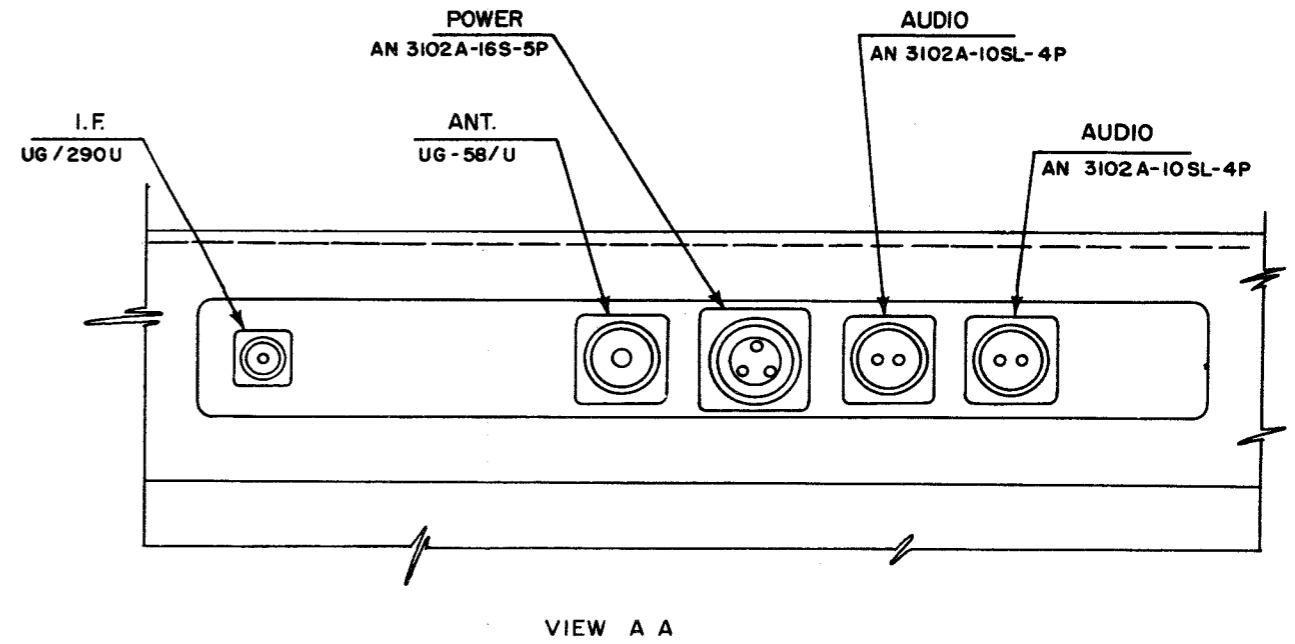 POWER
AN 3102A-16S-5P
AUDIO
AN 3102A-10SL-4P
I.F.
UG/290U
ANT.
UG-58/U
AUDIO
AN 3102A-10SL-4P
VIEW A A